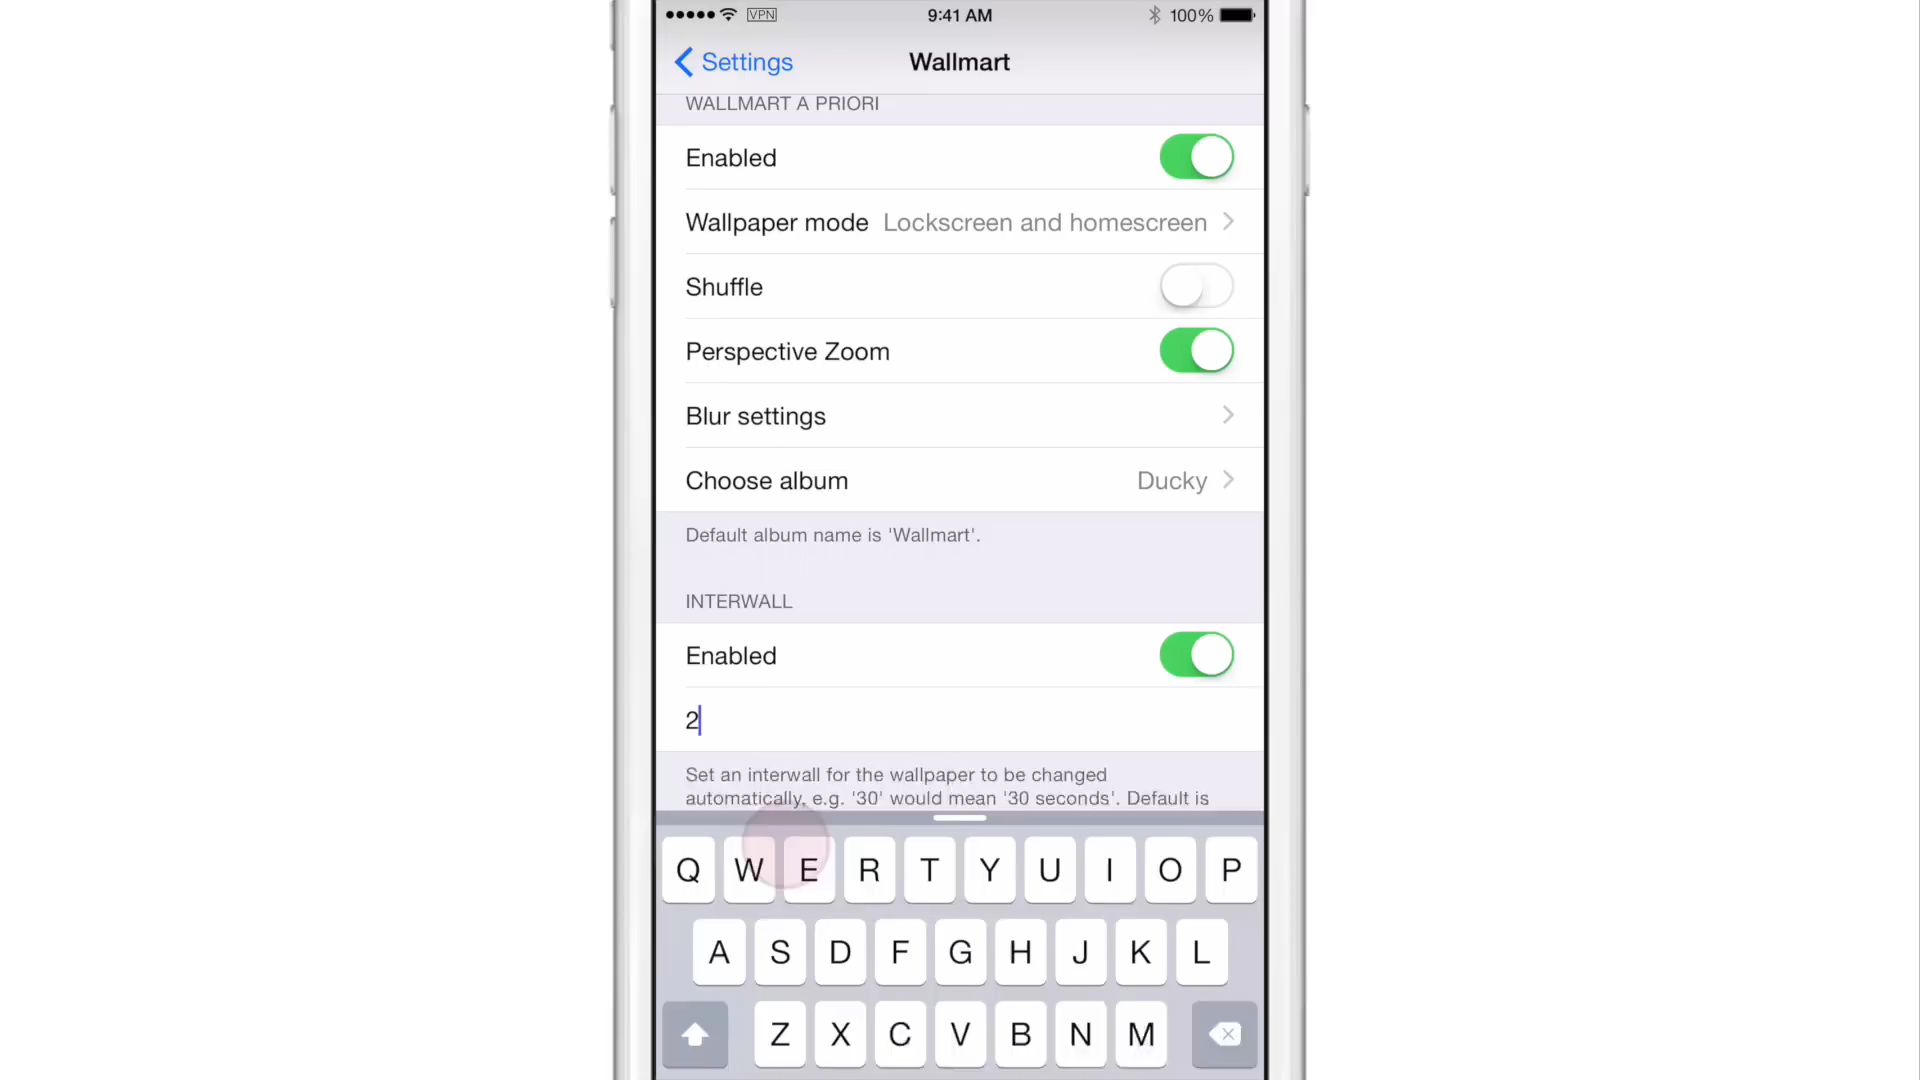 VPN 9:41 AM 100%
Settings Wallmart
WALLMART A PRIORI
Enabled
Wallpaper mode Lockscreen and homescreen
Shuffle
Perspective Zoom
Blur settings
Choose album Ducky
Default album name is 'Wallmart'.
INTERWALL
Enabled
2
Set an interwall for the wallpaper to be changed
automatically, e.g. '30' would mean '30 seconds'. Default is
Q W E R T Y U I O P
A S D F G H J K L
Z X C V B N M